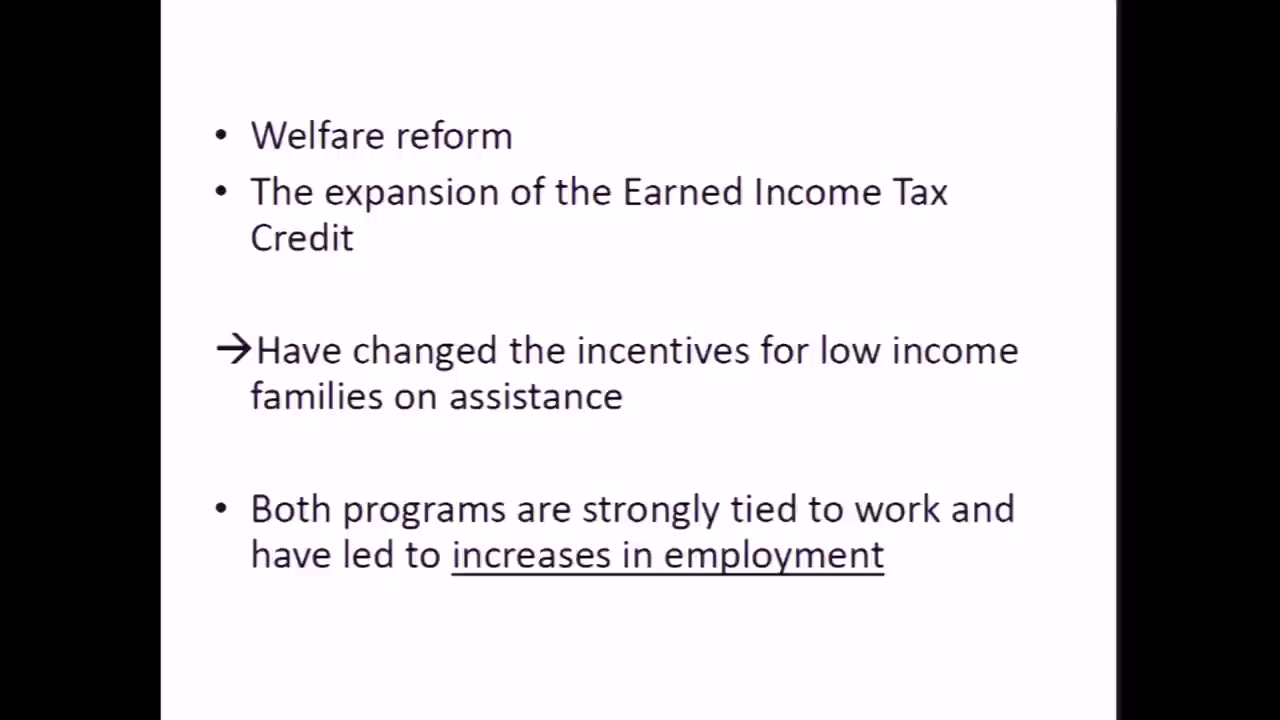 • Welfare reform
• The expansion of the Earned Income Tax
Credit
→Have changed the incentives for low income
families on assistance
• Both programs are strongly tied to work and
have led to increases in employment